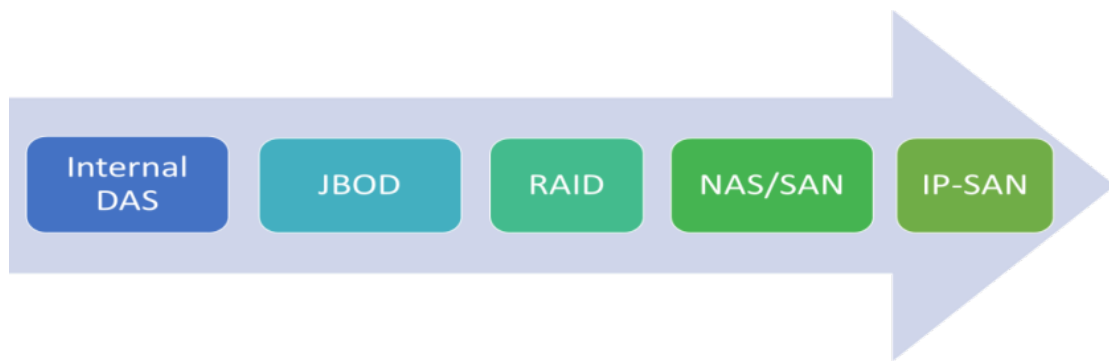 Internal
DAS
JBOD
RAID
NAS/SAN
IP-SAN